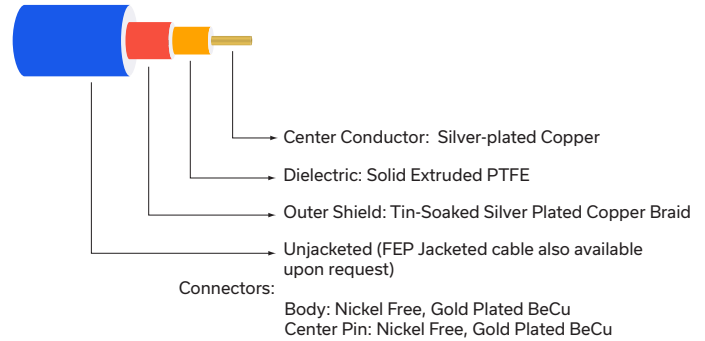 Center Conductor: Silver-plated Copper
Dielectric: Solid Extruded PTFE
Outer Shield: Tin-Soaked Silver Plated Copper Braid
Unjacketed (FEP Jacketed cable also available
upon request)
Connectors:
Body: Nickel Free, Gold Plated BeCu
Center Pin: Nickel Free, Gold Plated BeCu